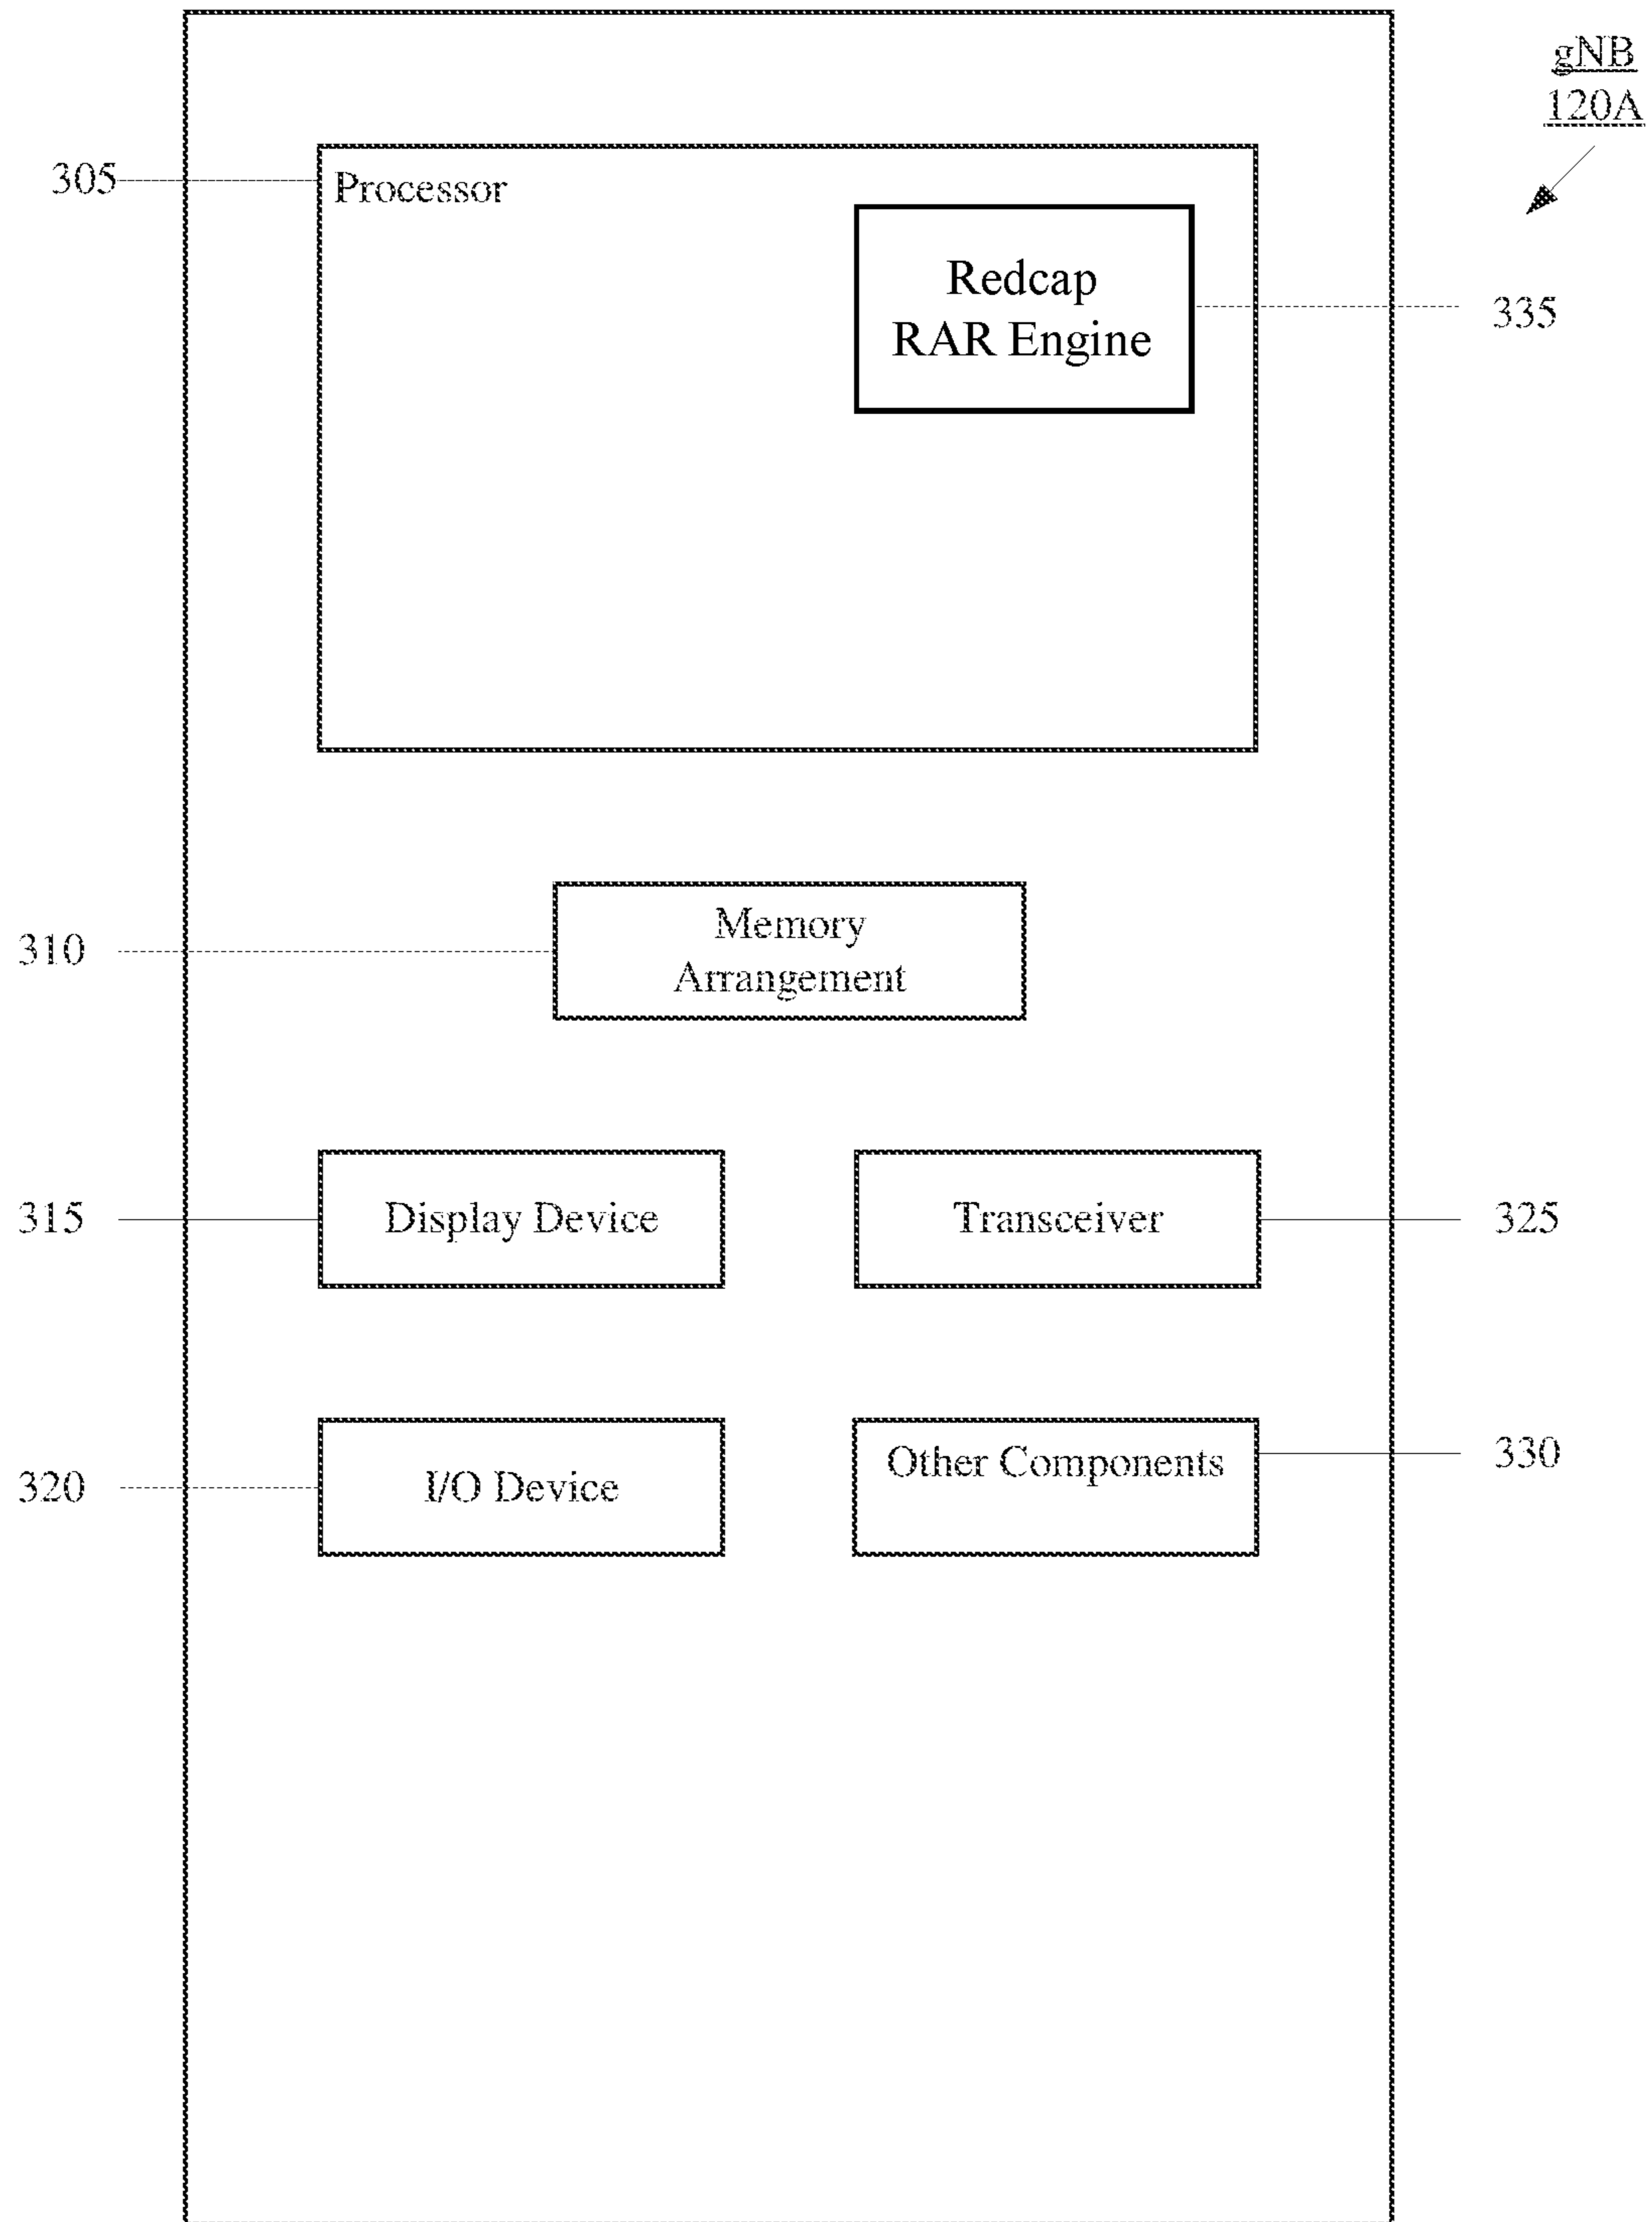 gNB
120A
305
Processor
Redcap
RAR Engine
335
310
Memory
Arrangement
315
Display Device
Transceiver
325
320
I/O Device
Other Components
330